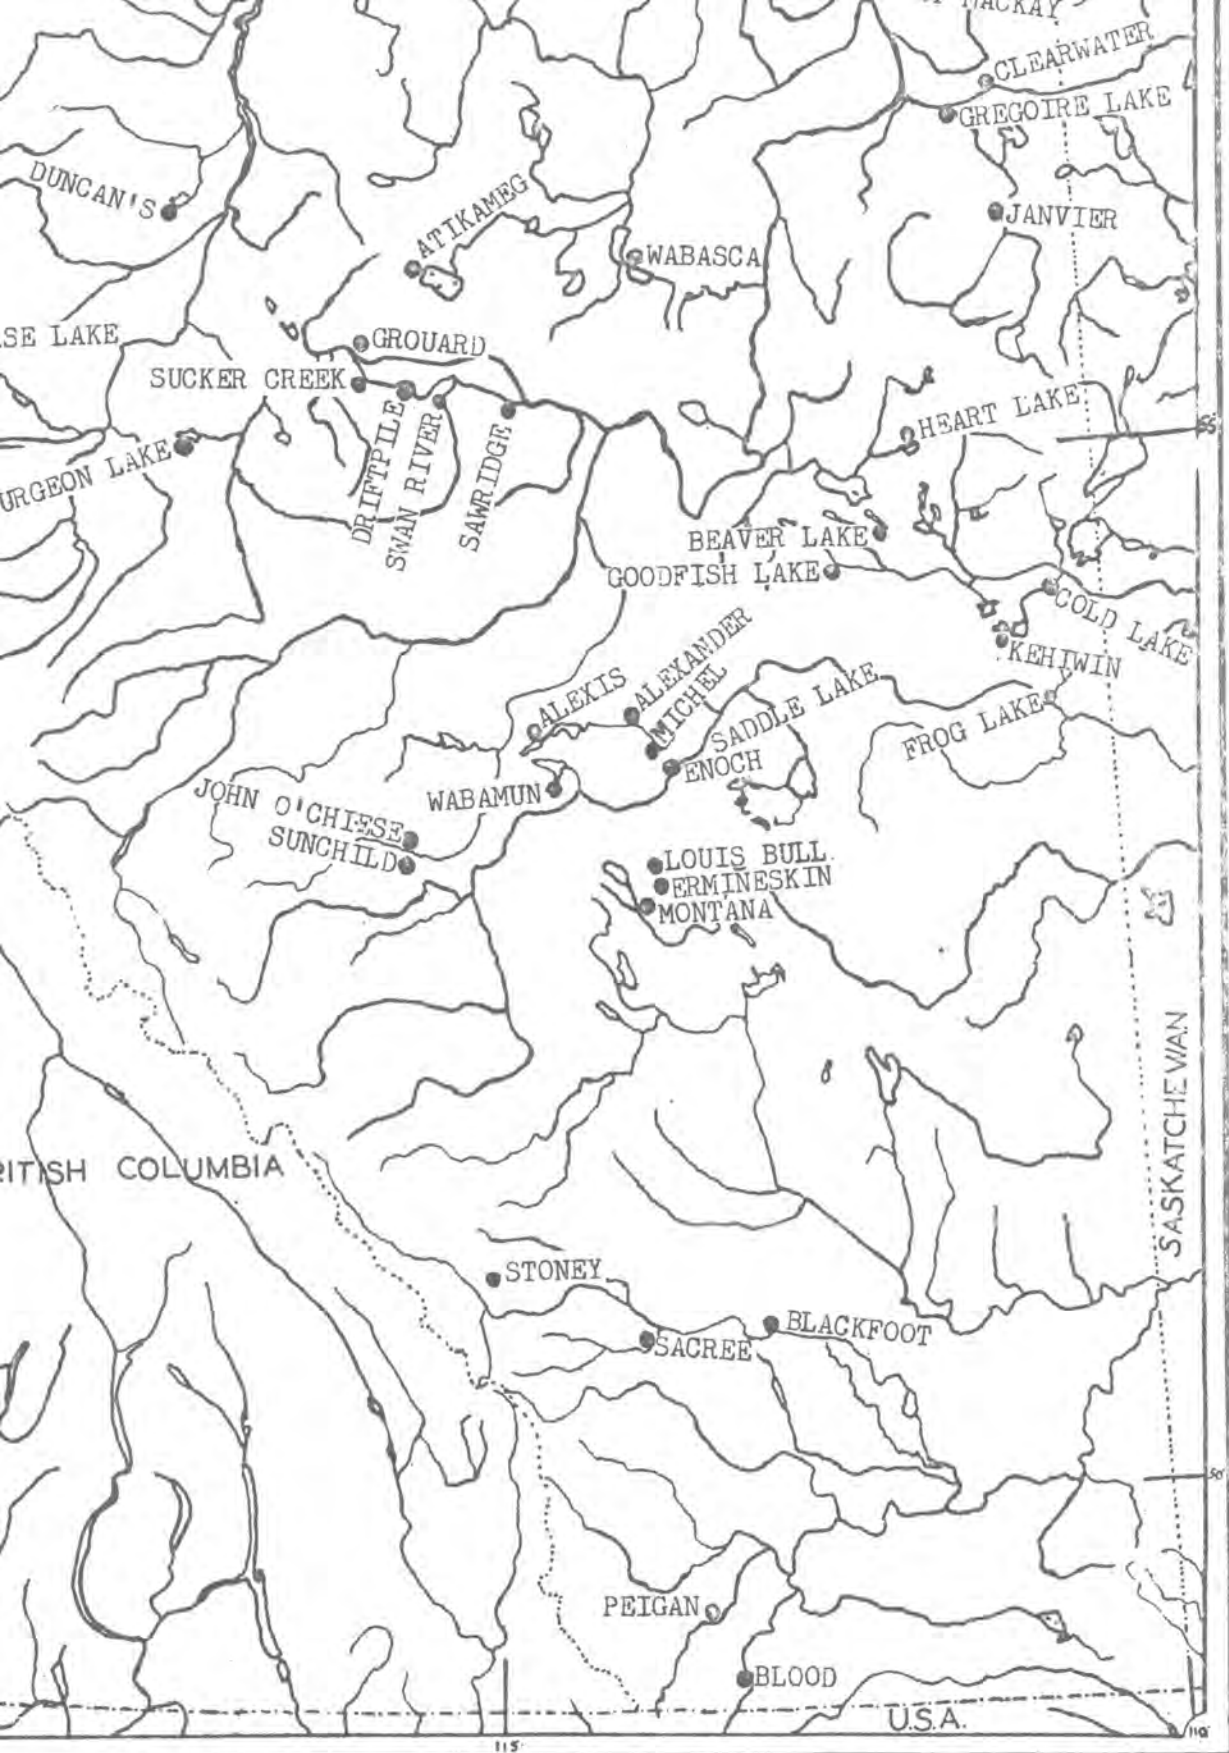 MACKAY
CLEARWATER
GREGOIRE LAKE
DUNCAN'S
ATIKAMEG
JANVIER
WABASCA
SE LAKE
GROUARD
SUCKER CREEK
DRIFTPILE
SWAN RIVER
SAWRIDGE
HEART LAKE
55
URGEON LAKE
BEAVER LAKE
GOODFISH LAKE
COLD LAKE
KEHIWIN
ALEXIS
ALEXANDER
MICHEL
SADDLE LAKE
FROG LAKE
ENOCH
WABAMUN
JOHN O'CHIESE
SUNCHILD
LOUIS BULL
ERMINESKIN
MONTANA
SASKATCHEWAN
RITISH COLUMBIA
STONEY
BLACKFOOT
SACREE
50
PEIGAN
BLOOD
U.S.A.
115
110